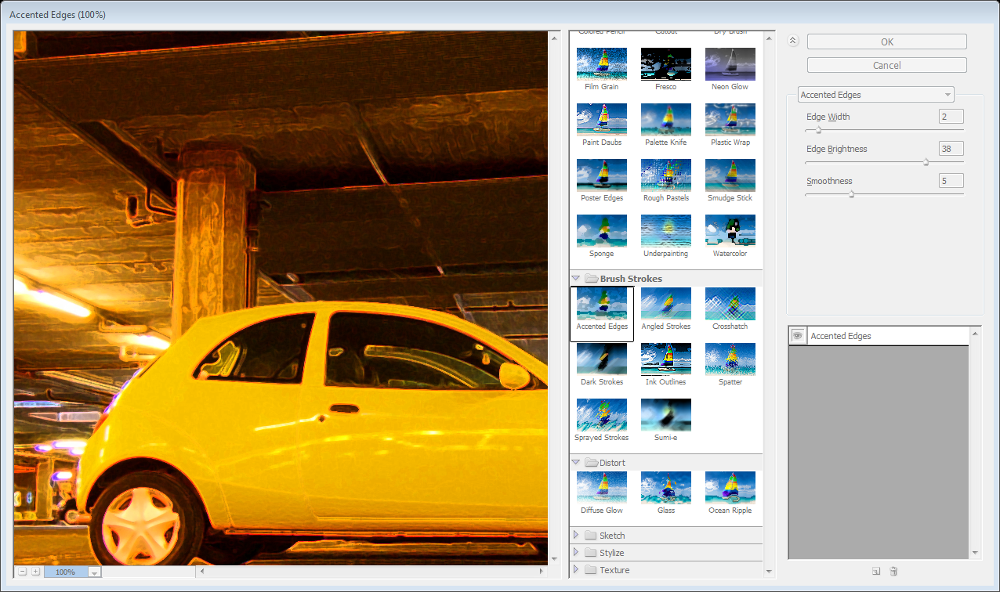 Accented Edges (100%)
Colored Pencil
Cutout
Dry Brush
Film Grain
Fresco
Neon Glow
Paint Daubs
Palette Knife
Plastic Wrap
Poster Edges
Rough Pastels
Smudge Stick
Sponge
Underpainting
Watercolor
Brush Strokes
Accented Edges
Angled Strokes
Crosshatch
Dark Strokes
Ink Outlines
Spatter
Sprayed Strokes
Sumi-e
Distort
Diffuse Glow
Glass
Ocean Ripple
Sketch
Stylize
Texture
100%
OK
Cancel
Accented Edges
Edge Width
2
Edge Brightness
38
Smoothness
5
Accented Edges